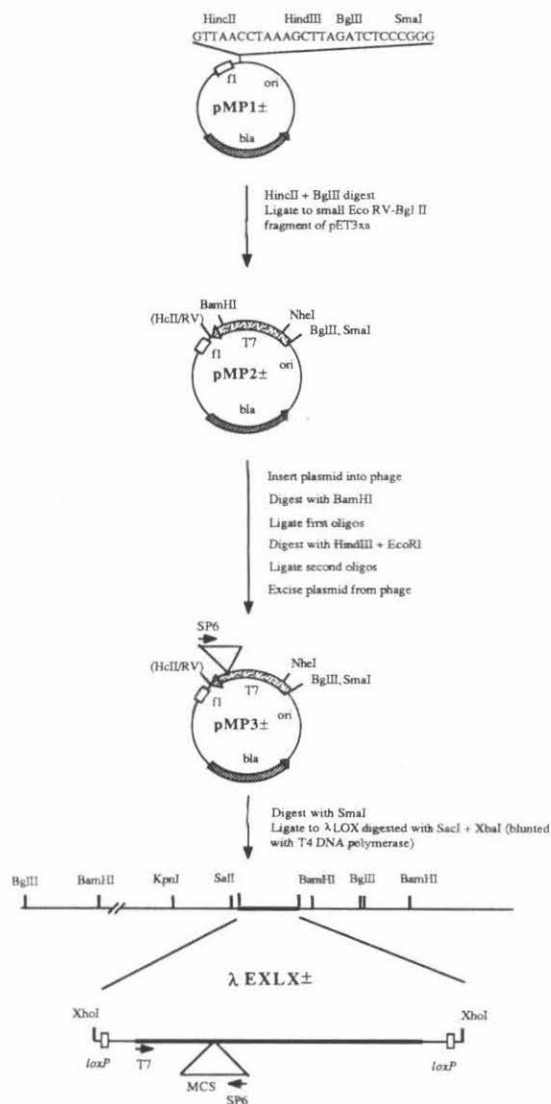 HincII HindIII BglII SmaI
GTTAACCTAAAGCTTAGATCTCCCGGG
f1 ori
pMP1±
bla
HincII + BglII digest
Ligate to small Eco RV-Bgl II
fragment of pET3xa
BamHI
(HcII/RV) NheI
BglII, SmaI
T7
f1 ori
pMP2±
bla
Insert plasmid into phage
Digest with BamHI
Ligate first oligos
Digest with HindIII + EcoRI
Ligate second oligos
Excise plasmid from phage
SP6
(HcII/RV) NheI
BglII, SmaI
T7
f1 ori
pMP3±
bla
Digest with SmaI
Ligate to λLOX digested with SacI + XbaI (blunted
with T4 DNA polymerase)
BglII BamHI KpnI SalI BamHI BglII BamHI
λ EXLX±
XhoI XhoI
loxP T7 loxP
MCS
SP6